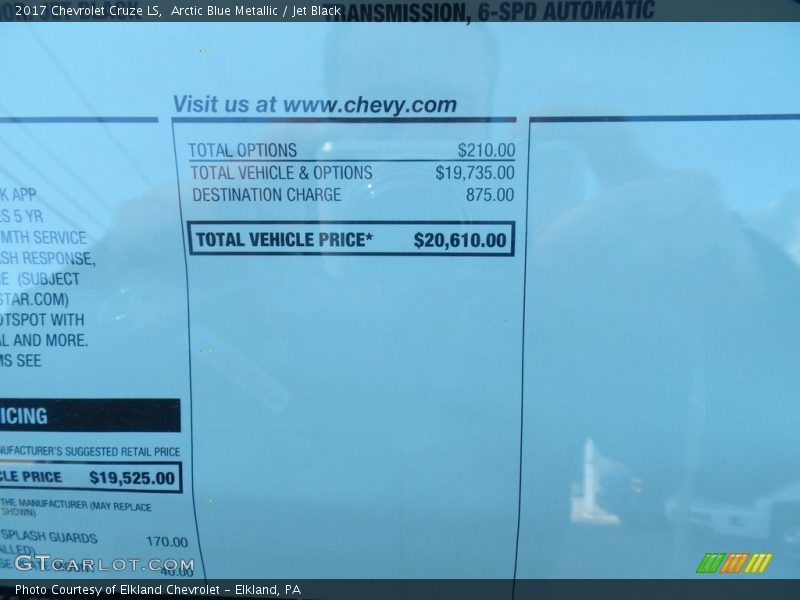 2017 Chevrolet Cruze LS, Arctic Blue Metallic / Jet Black
TRANSMISSION, 6-SPD AUTOMATIC
Visit us at www.chevy.com
TOTAL OPTIONS $210.00
TOTAL VEHICLE & OPTIONS $19,735.00
DESTINATION CHARGE 875.00
TOTAL VEHICLE PRICE* $20,610.00
K APP
ES 5 YR
MTH SERVICE
SH RESPONSE,
E (SUBJECT
STAR.COM)
OTSPOT WITH
L AND MORE.
MS SEE
ICING
NUFACTURER'S SUGGESTED RETAIL PRICE
CLE PRICE $19,525.00
THE MANUFACTURER (MAY REPLACE
SHOWN)
SPLASH GUARDS 170.00
ALLED)
40.00
GTCARLOT.COM
Photo Courtesy of Elkland Chevrolet - Elkland, PA